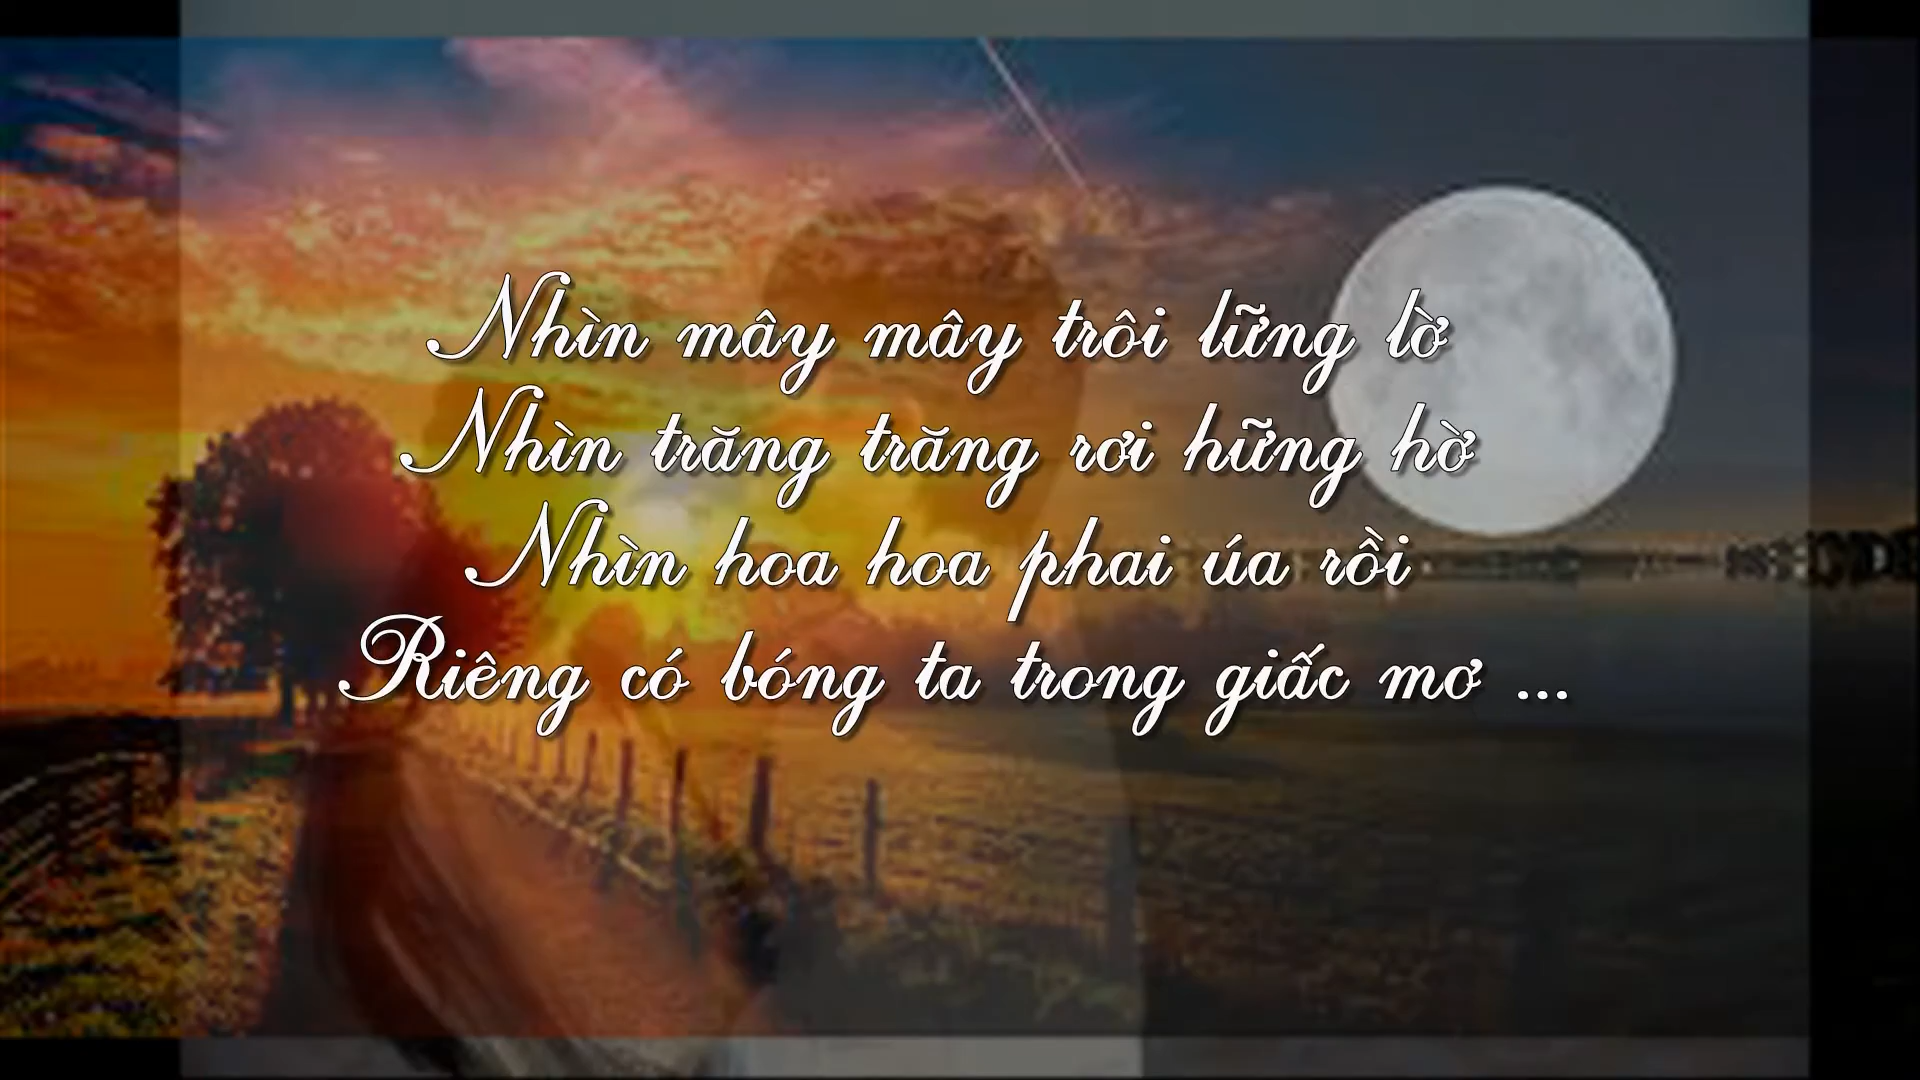 Nhìn mây mây trôi lững lờ
Nhìn trăng trăng rơi hững hờ
Nhìn hoa hoa phai úa rồi
Riêng có bóng ta trong giấc mơ ...